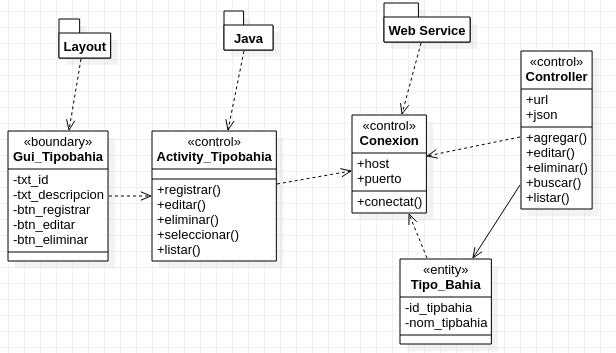 Layout
Java
Web Service
«boundary»
Gui_Tipobahia
-txt_id
-txt_descripcion
-btn_registrar
-btn_editar
-btn_eliminar
«control»
Activity_Tipobahia
+registrar()
+editar()
+eliminar()
+seleccionar()
+listar()
«control»
Conexion
+host
+puerto
+conectat()
«control»
Controller
+url
+json
+agregar()
+editar()
+eliminar()
+buscar()
+listar()
«entity»
Tipo_Bahia
-id_tipbahia
-nom_tipbahia